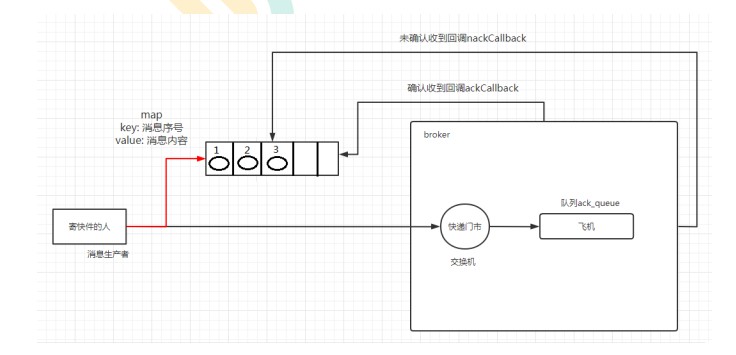 未确认收到回调nackCallback
确认收到回调ackCallback
map
key: 消息序号
value: 消息内容
broker
1 2 3
队列ack_queue
寄快件的人
快递门市
飞机
消息生产者
交换机